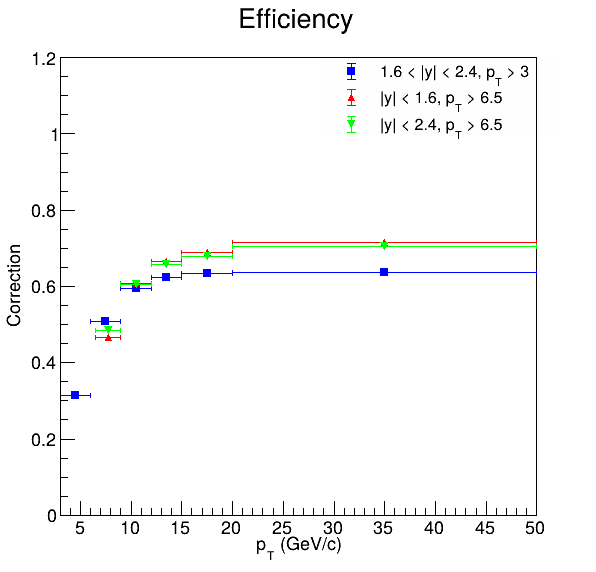 Efficiency
1.2
1
0.8
0.6
0.4
0.2
0
Correction
1.6 < |y| < 2.4, p_T > 3
|y| < 1.6, p_T > 6.5
|y| < 2.4, p_T > 6.5
5 10 15 20 25 30 35 40 45 50
p_T (GeV/c)